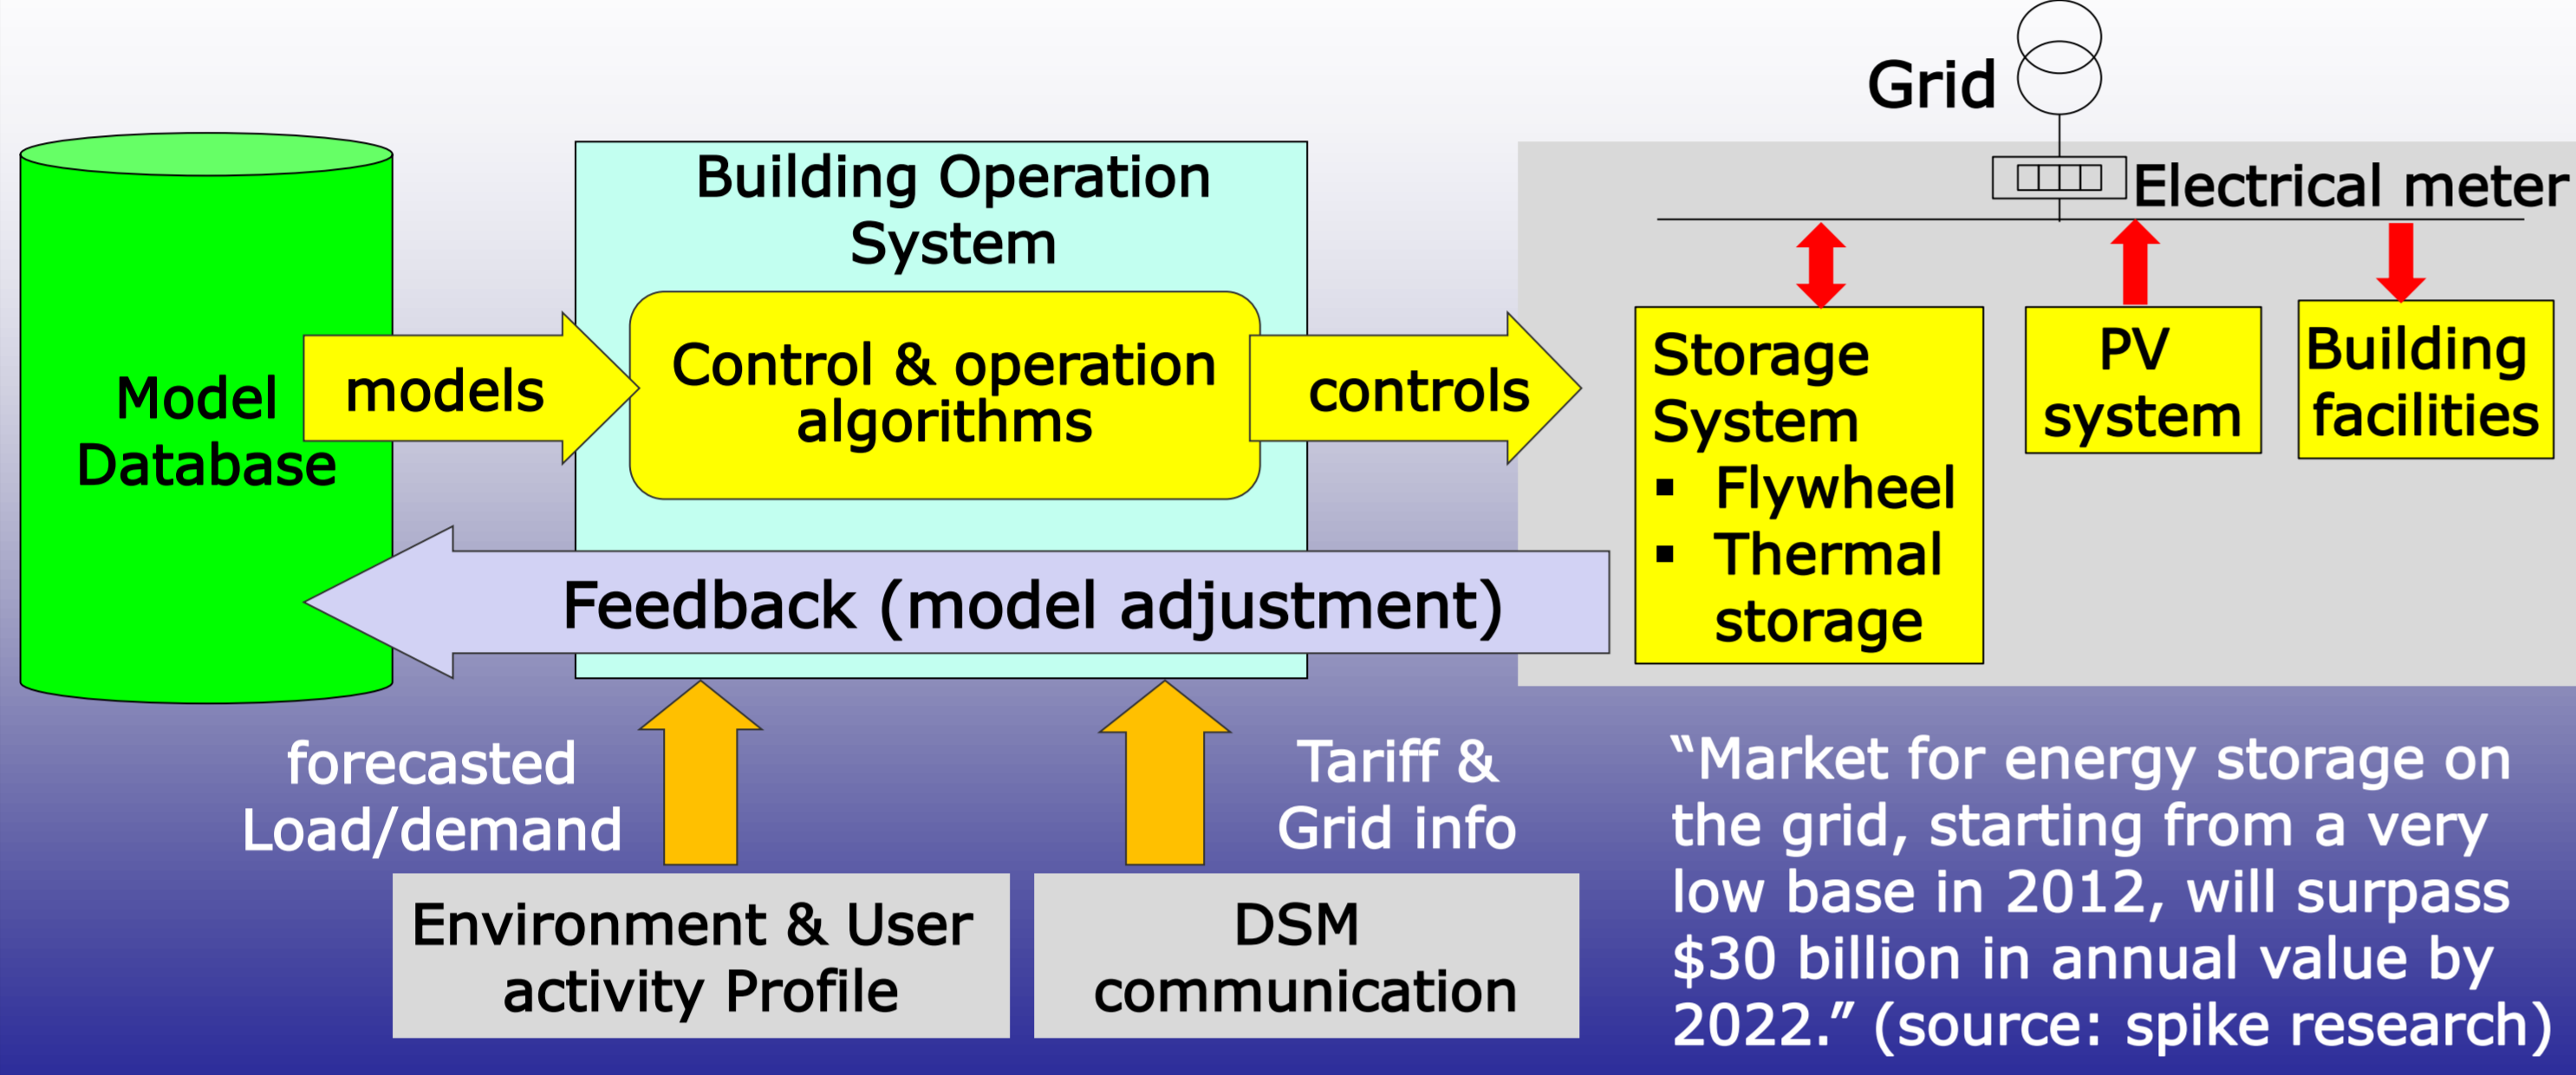 Grid
Electrical meter
Building Operation
System
Model
Database
models
Control & operation
algorithms
controls
Storage
System
▪ Flywheel
▪ Thermal
storage
PV
system
Building
facilities
Feedback (model adjustment)
forecasted
Load/demand
Tariff &
Grid info
Environment & User
activity Profile
DSM
communication
“Market for energy storage on
the grid, starting from a very
low base in 2012, will surpass
$30 billion in annual value by
2022.” (source: spike research)